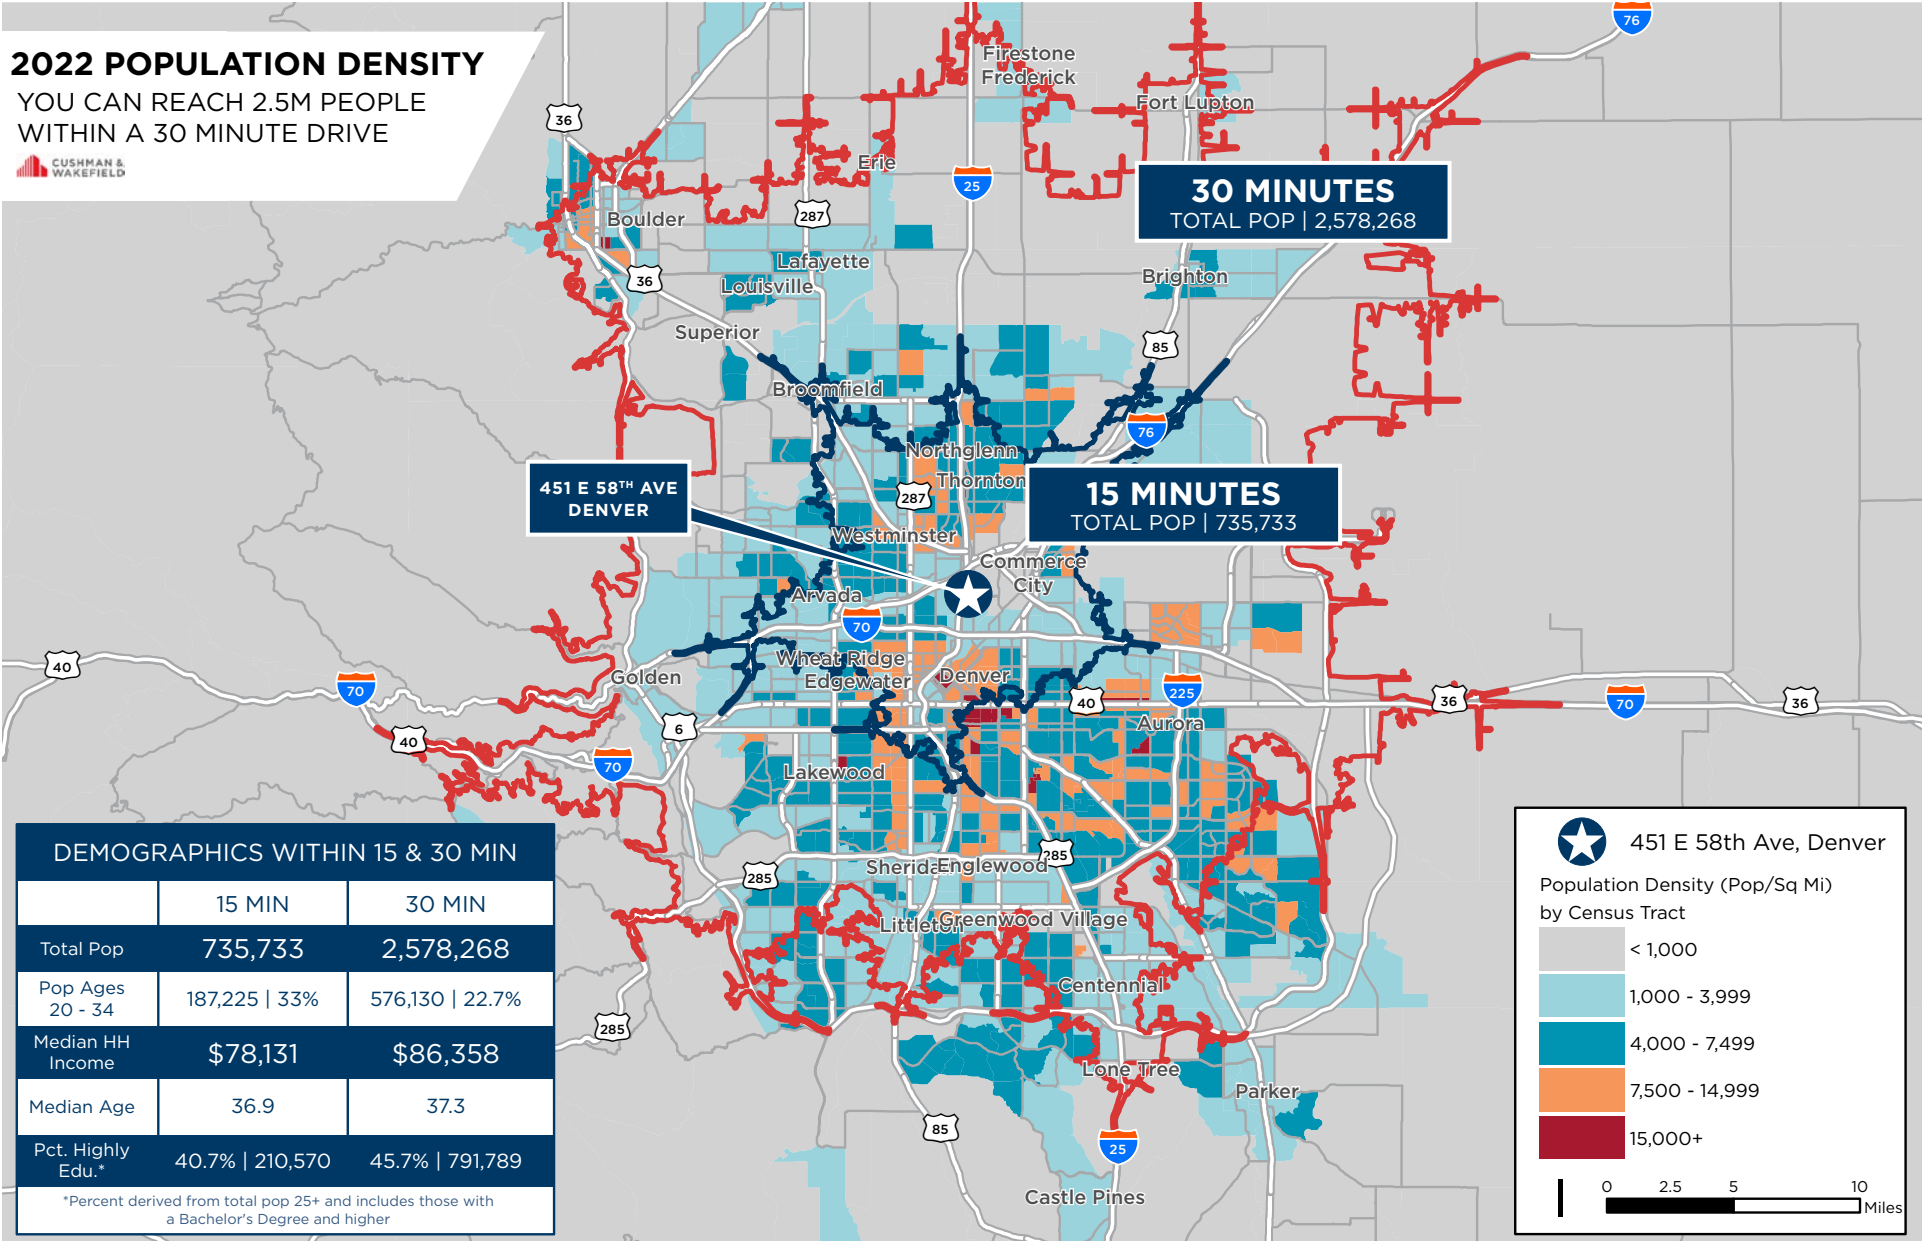 2022 POPULATION DENSITY
YOU CAN REACH 2.5M PEOPLE
WITHIN A 30 MINUTE DRIVE
CUSHMAN &
WAKEFIELD
76
Firestone
Frederick
Fort Lupton
36
Erie
25
30 MINUTES
TOTAL POP | 2,578,268
287
Boulder
Lafayette
36
Louisville
Brighton
Superior
85
Broomfield
76
Northglenn
Thornton
287
451 E 58TH AVE
DENVER
15 MINUTES
TOTAL POP | 735,733
Westminster
Commerce
City
Arvada
70
Wheat Ridge
Edgewater
Denver
Golden
40
70
40
225
36
70
36
6
Aurora
40
70
Lakewood
285
Sheridan
Englewood
285
Littleton
Greenwood Village
Centennial
285
Lone Tree
Parker
85
25
Castle Pines
DEMOGRAPHICS WITHIN 15 & 30 MIN
15 MIN 30 MIN
Total Pop 735,733 2,578,268
Pop Ages
20 - 34 187,225 | 33% 576,130 | 22.7%
Median HH
Income $78,131 $86,358
Median Age 36.9 37.3
Pct. Highly
Edu.* 40.7% | 210,570 45.7% | 791,789
*Percent derived from total pop 25+ and includes those with
a Bachelor's Degree and higher
451 E 58th Ave, Denver
Population Density (Pop/Sq Mi)
by Census Tract
< 1,000
1,000 - 3,999
4,000 - 7,499
7,500 - 14,999
15,000+
0 2.5 5 10
Miles